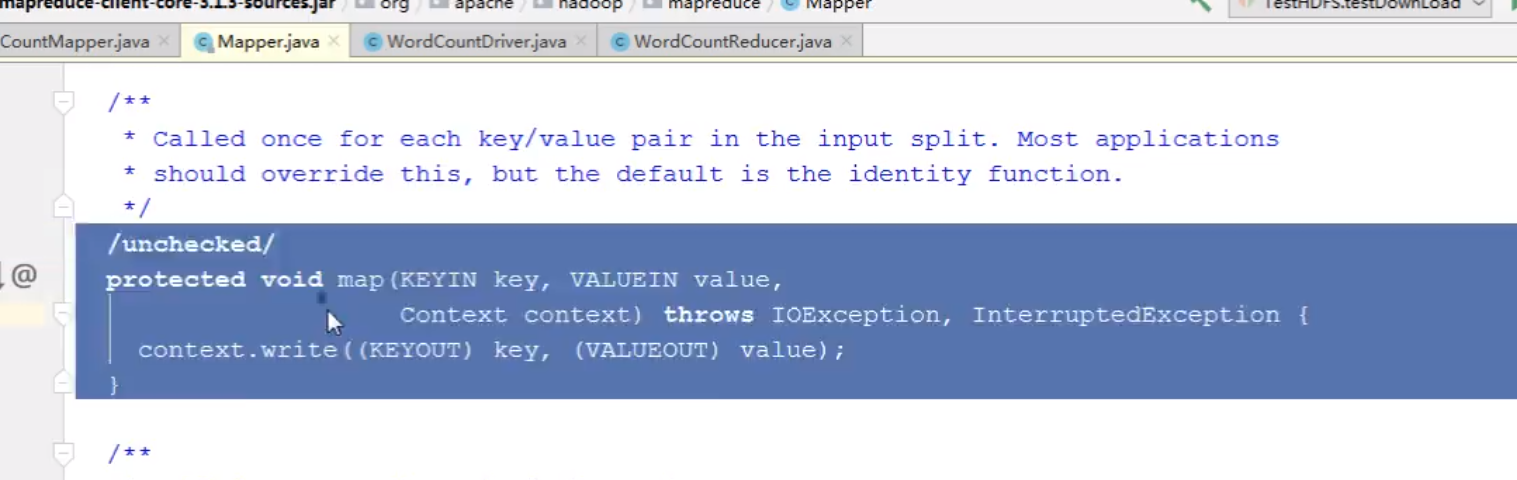 mapreduce-client-core-3.1.3-sources.jar org apache hadoop mapreduce Mapper TestHDFS.testDownLoad
CountMapper.java Mapper.java WordCountDriver.java WordCountReducer.java
/**
* Called once for each key/value pair in the input split. Most applications
* should override this, but the default is the identity function.
*/
/unchecked/
@ protected void map(KEYIN key, VALUEIN value,
Context context) throws IOException, InterruptedException {
context.write((KEYOUT) key, (VALUEOUT) value);
}
/**